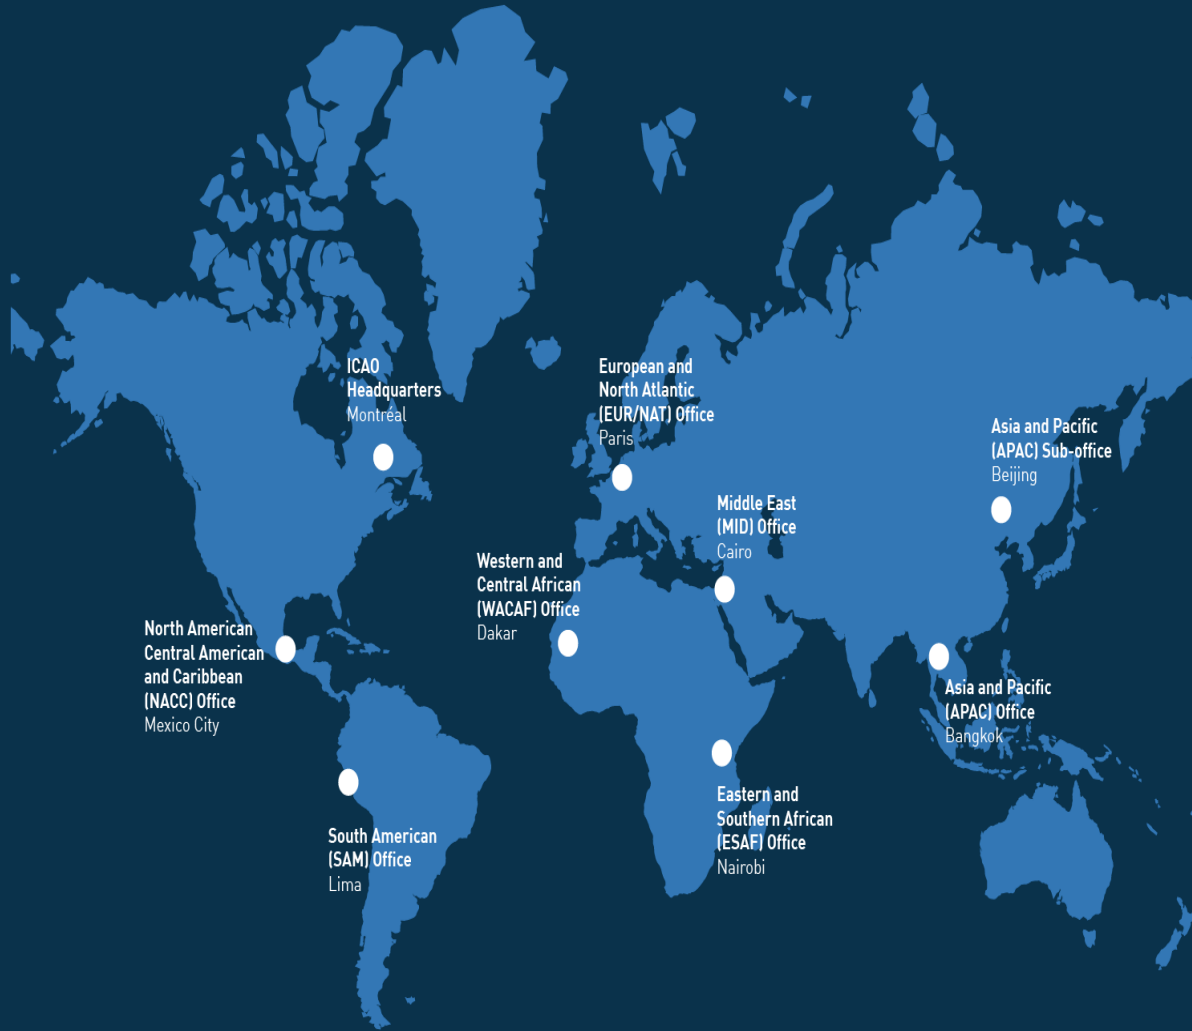 ICAO
Headquarters
Montréal
European and
North Atlantic
(EUR/NAT) Office
Paris
Asia and Pacific
(APAC) Sub-office
Beijing
Middle East
(MID) Office
Cairo
Western and
Central African
(WACAF) Office
Dakar
North American
Central American
and Caribbean
(NACC) Office
Mexico City
Asia and Pacific
(APAC) Office
Bangkok
Eastern and
Southern African
(ESAF) Office
Nairobi
South American
(SAM) Office
Lima